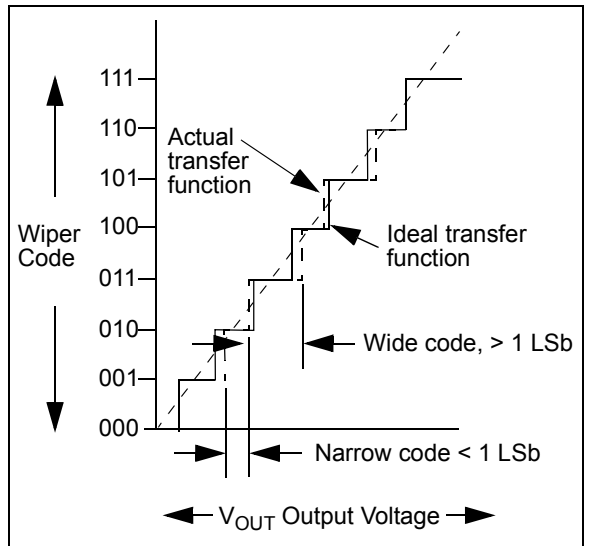 111
110
101
100
011
010
001
000
Wiper
Code
Actual
transfer
function
Ideal transfer
function
Wide code, > 1 LSb
Narrow code < 1 LSb
VOUT Output Voltage